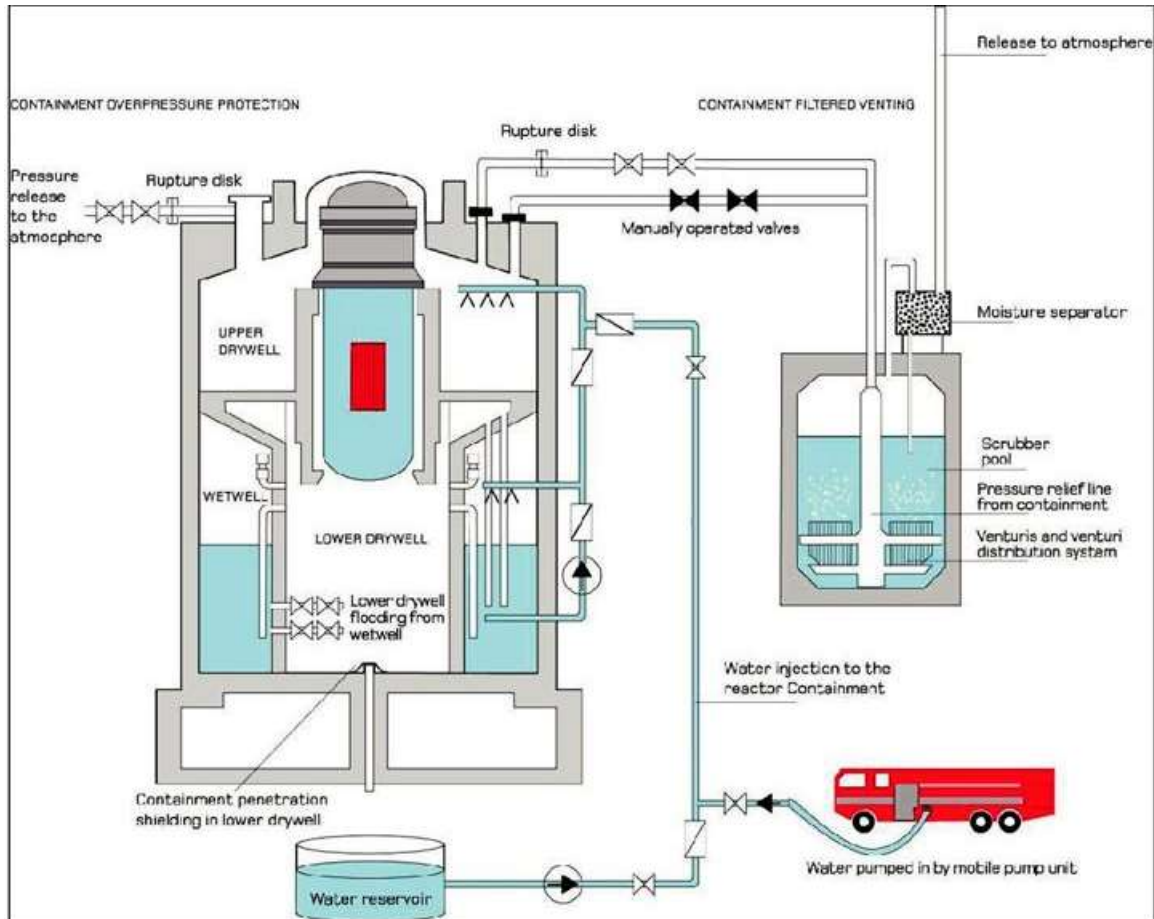 Release to atmosphere
CONTAINMENT OVERPRESSURE PROTECTION
CONTAINMENT FILTERED VENTING
Rupture disk
Pressure
release
to the
atmosphere
Rupture disk
Manually operated valves
Moisture separator
UPPER
DRYWELL
Scrubber
pool
Pressure relief line
from containment
Venturis and venturi
distribution system
WETWELL
LOWER DRYWELL
Lower drywell
flooding from
wetwell
Water injection to the
reactor Containment
Containment penetration
shielding in lower drywell
Water pumped in by mobile pump unit
Water reservoir